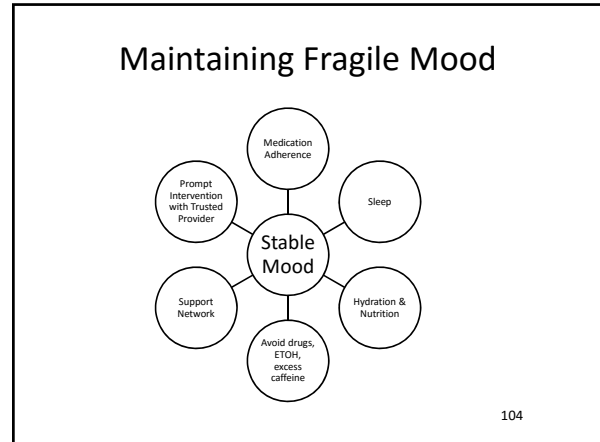 Maintaining Fragile Mood
Medication
Adherence
Prompt
Intervention
with Trusted
Provider
Sleep
Stable
Mood
Support
Network
Hydration &
Nutrition
Avoid drugs,
ETOH,
excess
caffeine
104